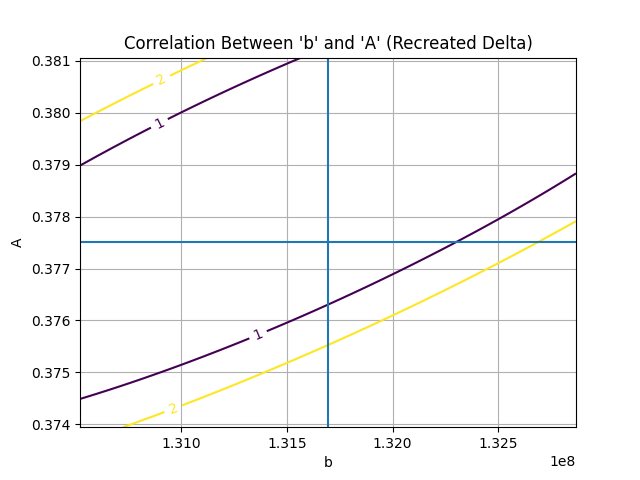 Correlation Between 'b' and 'A' (Recreated Delta)
0.381
0.380
0.379
0.378
0.377
0.376
0.375
0.374
A
2
1
1
2
1.310 1.315 1.320 1.325
b
1e8